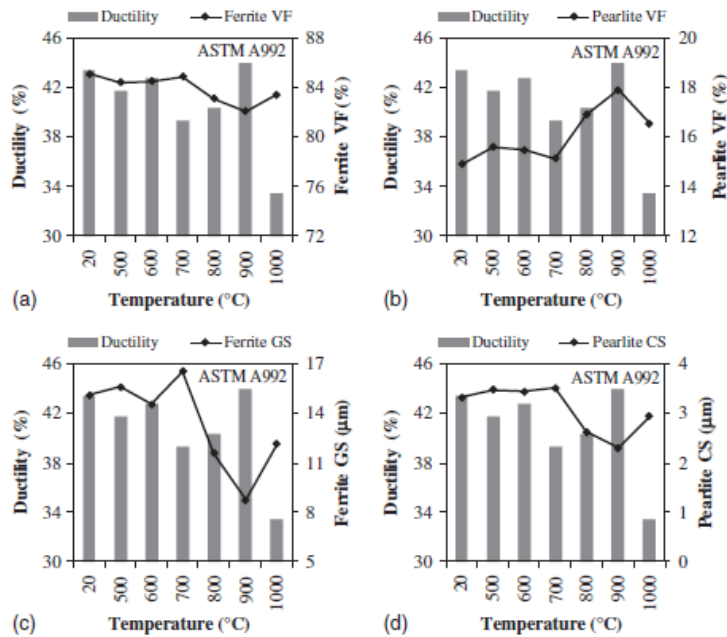 Ductility Ferrite VF
ASTM A992
46
42
38
34
30
Ductility (%)
88
84
80
76
72
Ferrite VF (%)
20 500 600 700 800 900 1000
(a) Temperature (°C)
Ductility Pearlite VF
ASTM A992
46
42
38
34
30
Ductility (%)
20
18
16
14
12
Pearlite VF (%)
20 500 600 700 800 900 1000
(b) Temperature (°C)
Ductility Ferrite GS
ASTM A992
46
42
38
34
30
Ductility (%)
17
14
11
8
5
Ferrite GS (μm)
20 500 600 700 800 900 1000
(c) Temperature (°C)
Ductility Pearlite CS
ASTM A992
46
42
38
34
30
Ductility (%)
4
3
2
1
0
Pearlite CS (μm)
20 500 600 700 800 900 1000
(d) Temperature (°C)